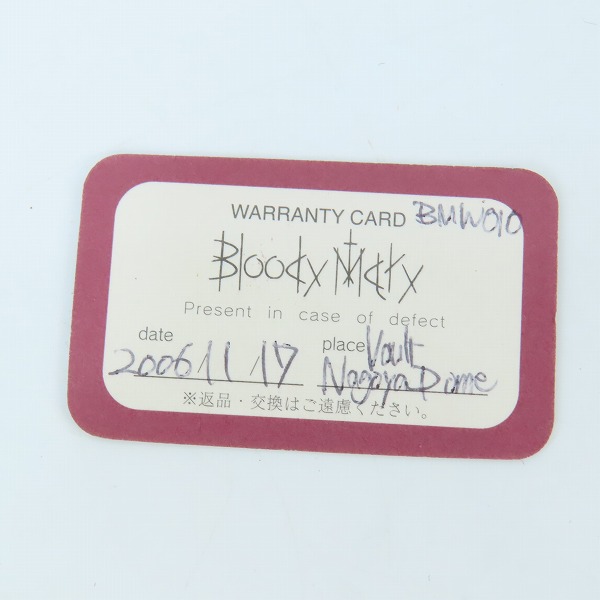 WARRANTY CARD BMW010
Bloody Mary
Present in case of defect
date 2006 11 17 place Vault
Nagoya Dome
※返品・交換はご遠慮ください。